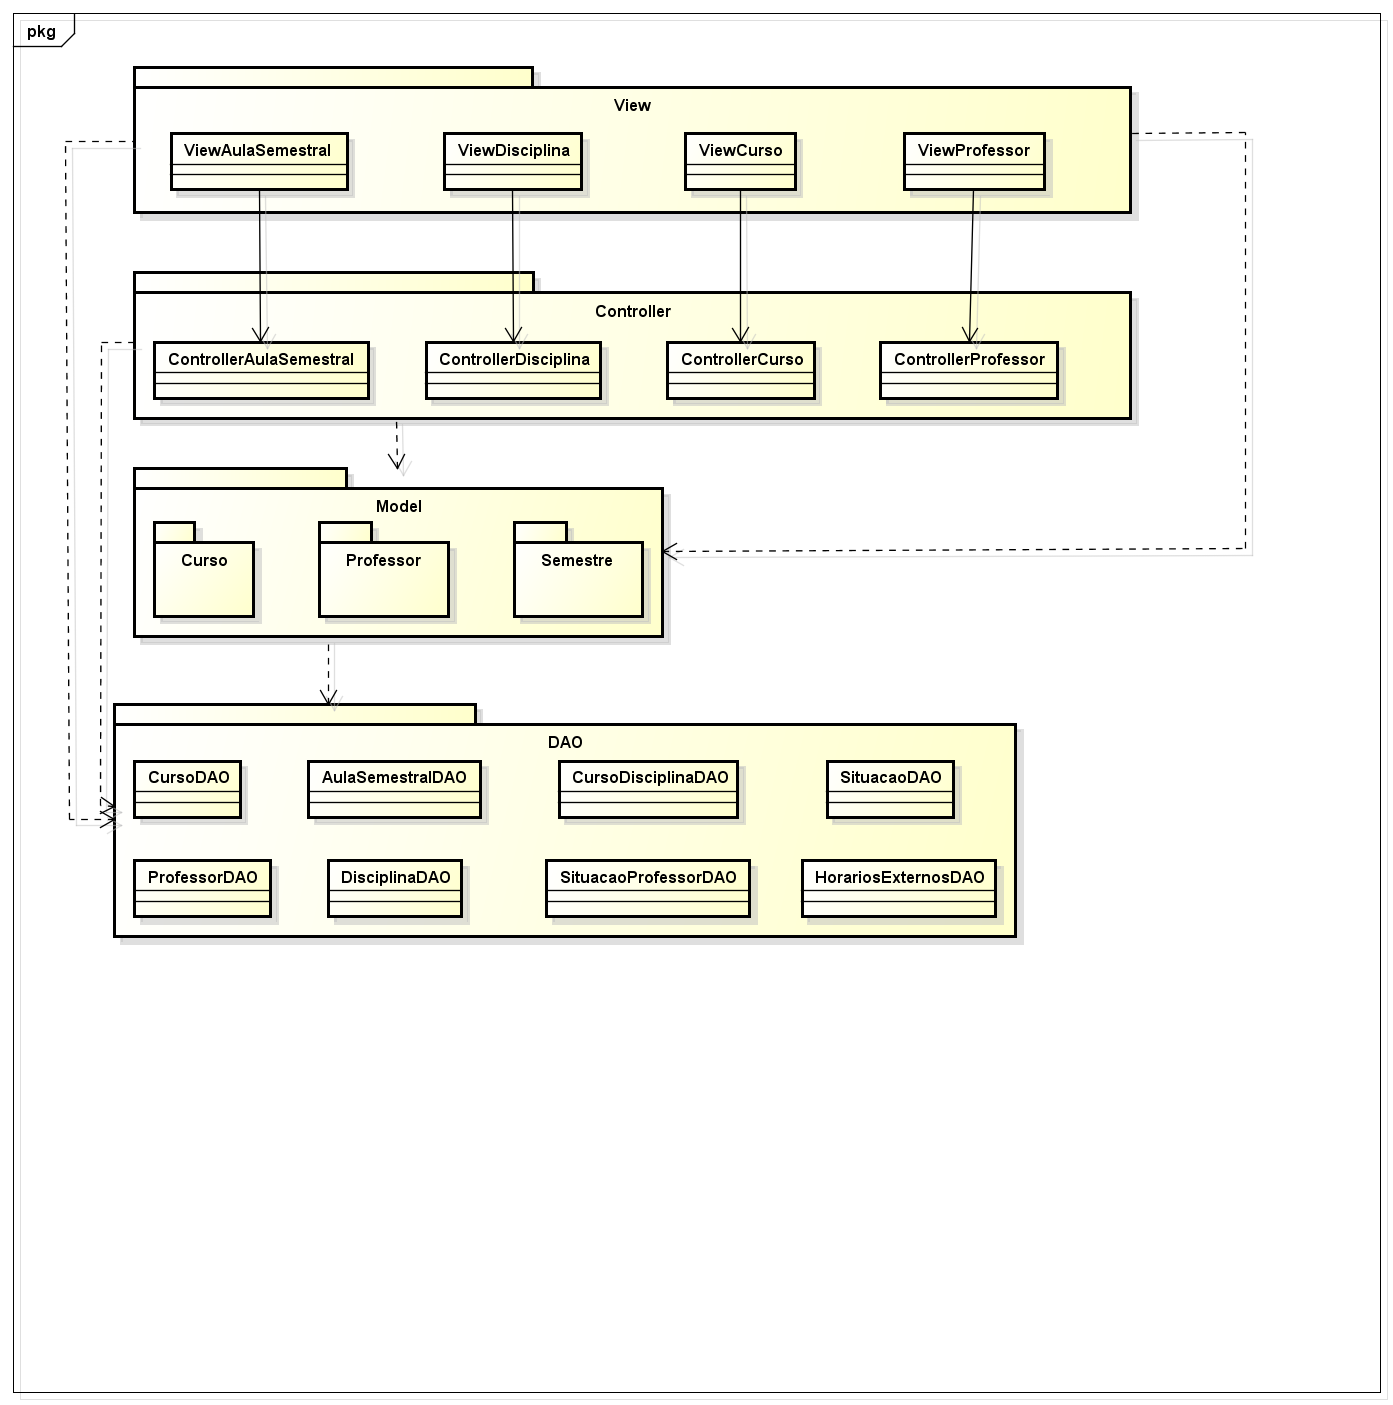 pkg
View
ViewAulaSemestral
ViewDisciplina
ViewCurso
ViewProfessor
Controller
ControllerAulaSemestral
ControllerDisciplina
ControllerCurso
ControllerProfessor
Model
Curso
Professor
Semestre
DAO
CursoDAO
AulaSemestralDAO
CursoDisciplinaDAO
SituacaoDAO
ProfessorDAO
DisciplinaDAO
SituacaoProfessorDAO
HorariosExternosDAO